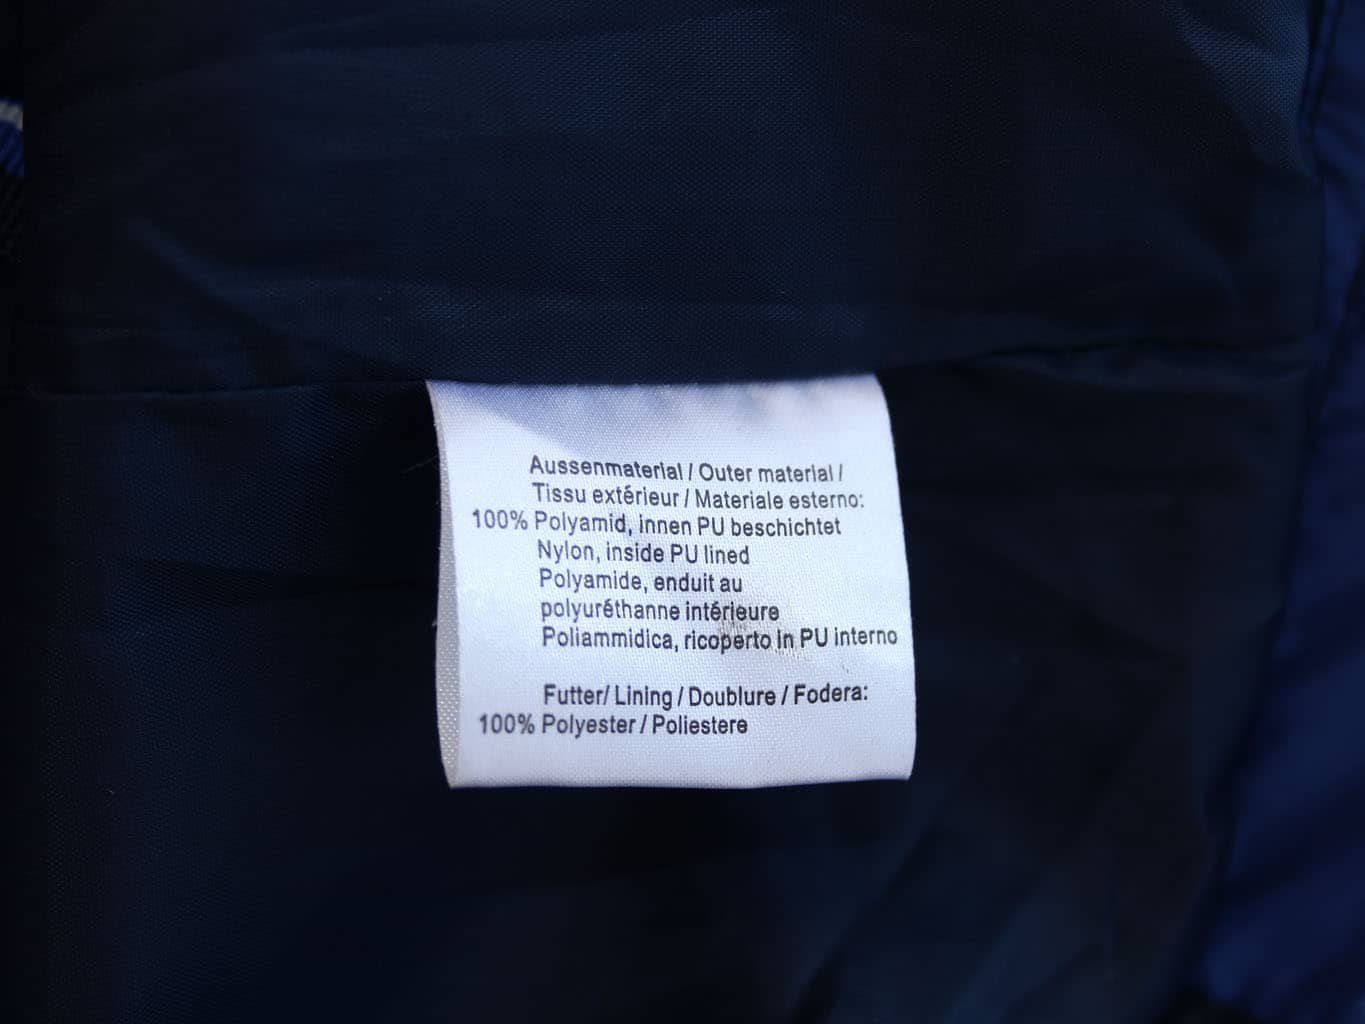 Aussenmaterial / Outer material /
Tissu extérieur / Materiale esterno:
100% Polyamid, innen PU beschichtet
Nylon, inside PU lined
Polyamide, enduit au
polyuréthanne intérieure
Poliammidica, ricoperto in PU interno
Futter/ Lining / Doublure / Fodera:
100% Polyester / Poliestere